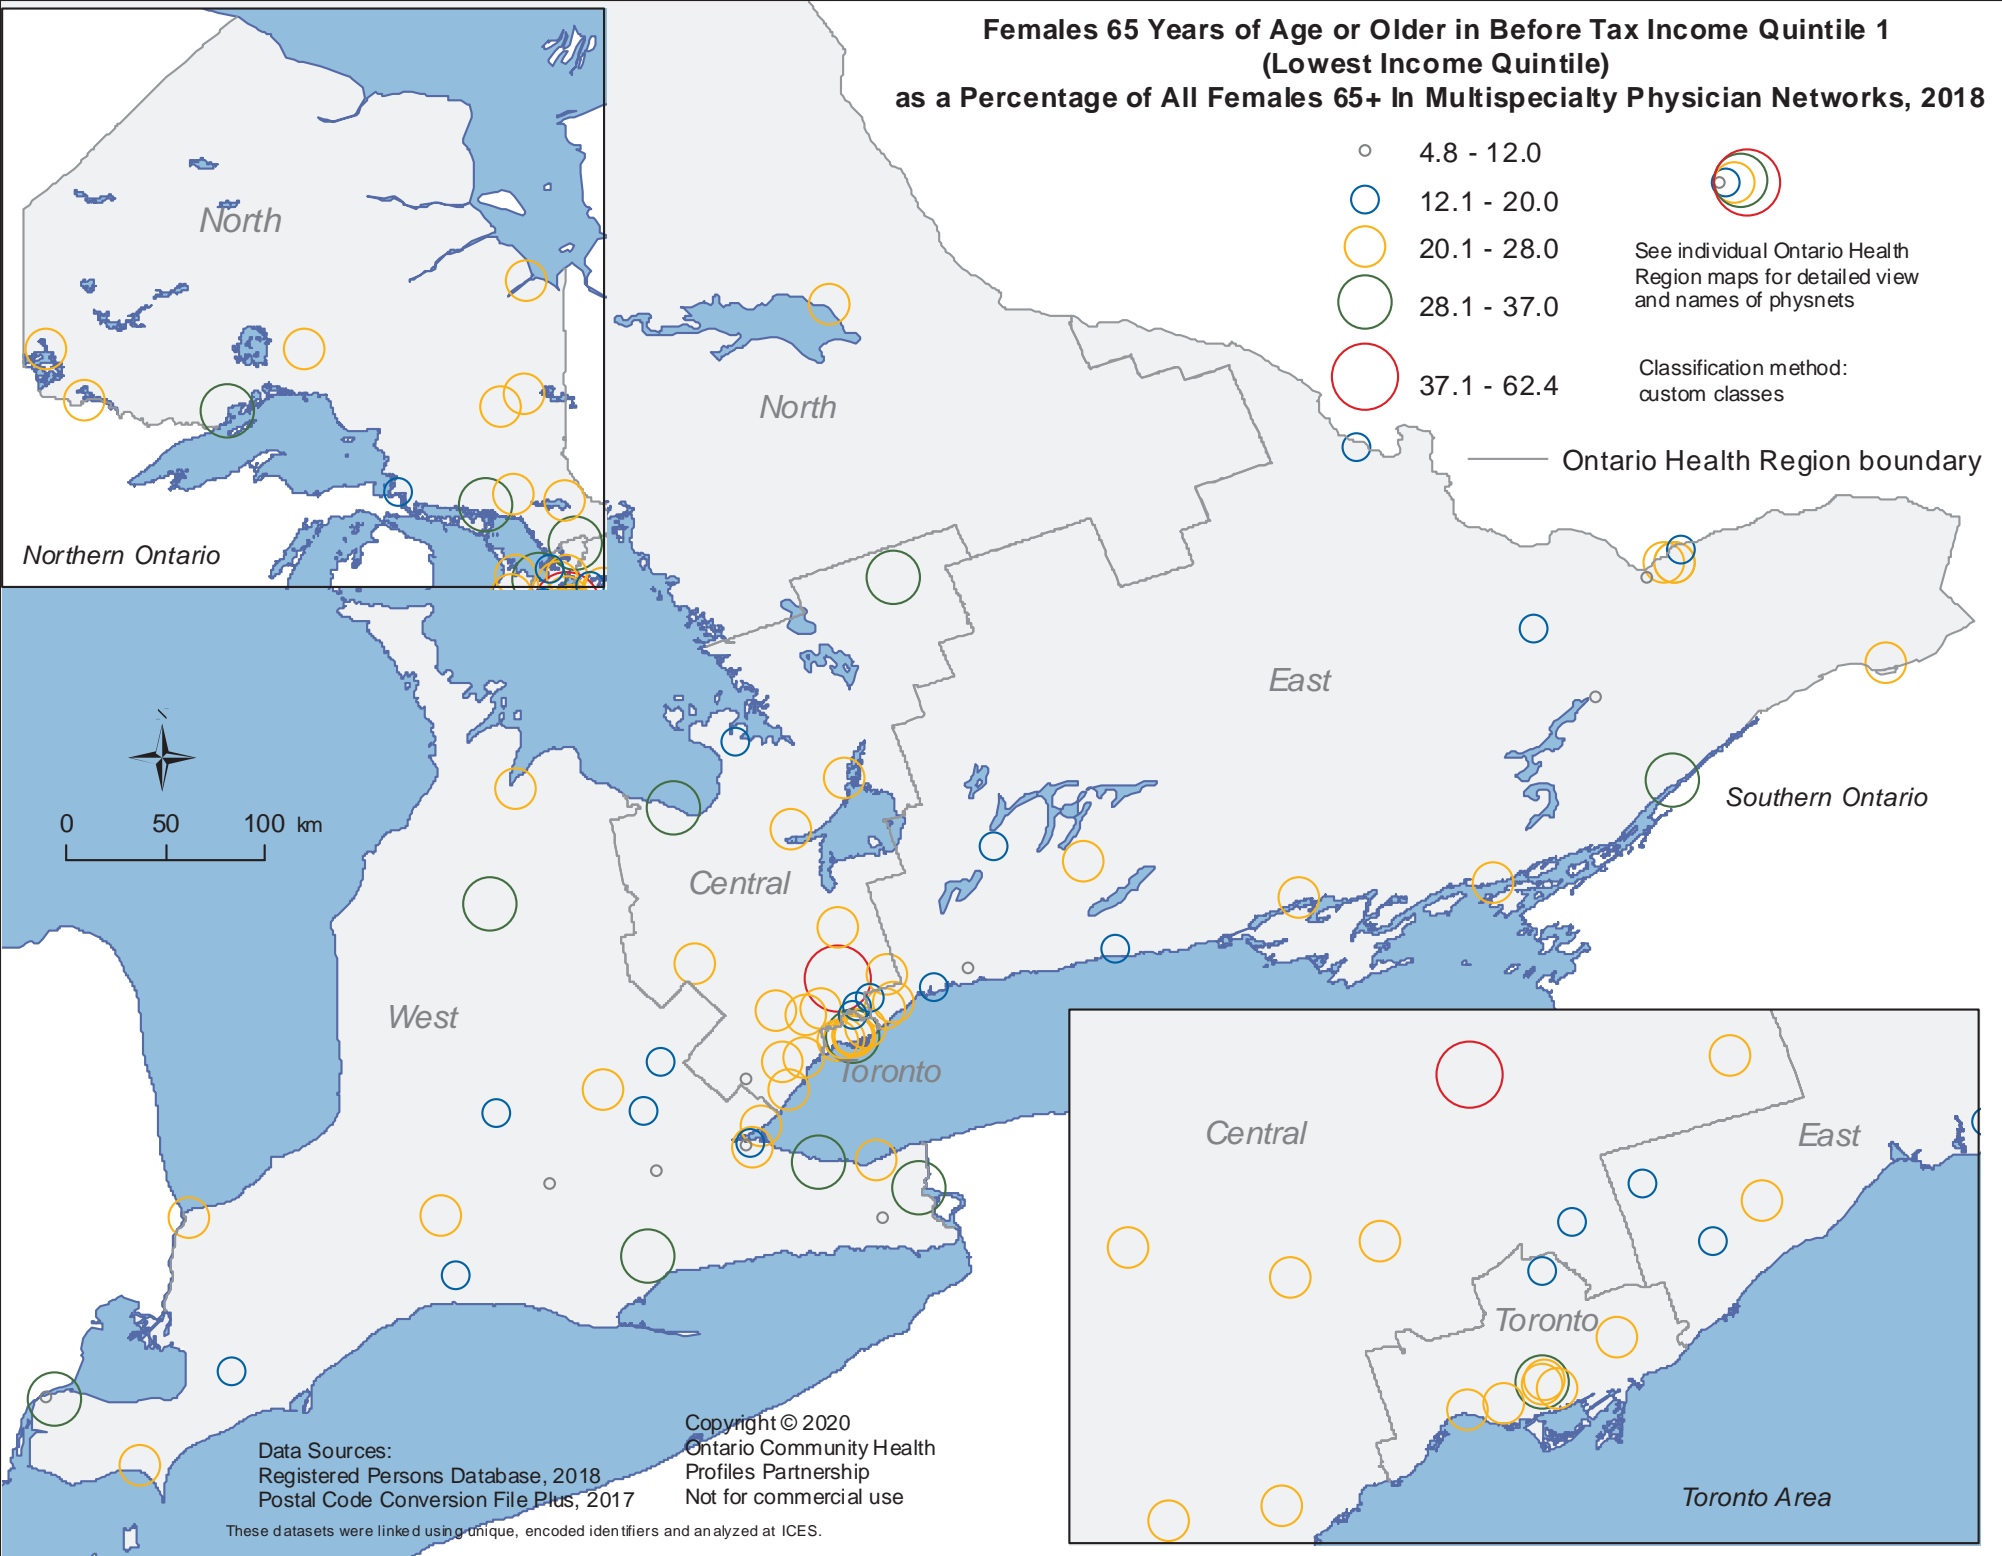 Females 65 Years of Age or Older in Before Tax Income Quintile 1
(Lowest Income Quintile)
as a Percentage of All Females 65+ In Multispecialty Physician Networks, 2018
4.8 - 12.0
12.1 - 20.0
20.1 - 28.0
28.1 - 37.0
37.1 - 62.4
See individual Ontario Health
Region maps for detailed view
and names of physnets
Classification method:
custom classes
Ontario Health Region boundary
North
Northern Ontario
North
East
Southern Ontario
N
0 50 100 km
Central
West
Toronto
Central
East
Toronto
Toronto Area
Data Sources:
Registered Persons Database, 2018
Postal Code Conversion File Plus, 2017
Copyright © 2020
Ontario Community Health
Profiles Partnership
Not for commercial use
These datasets were linked using unique, encoded identifiers and analyzed at ICES.